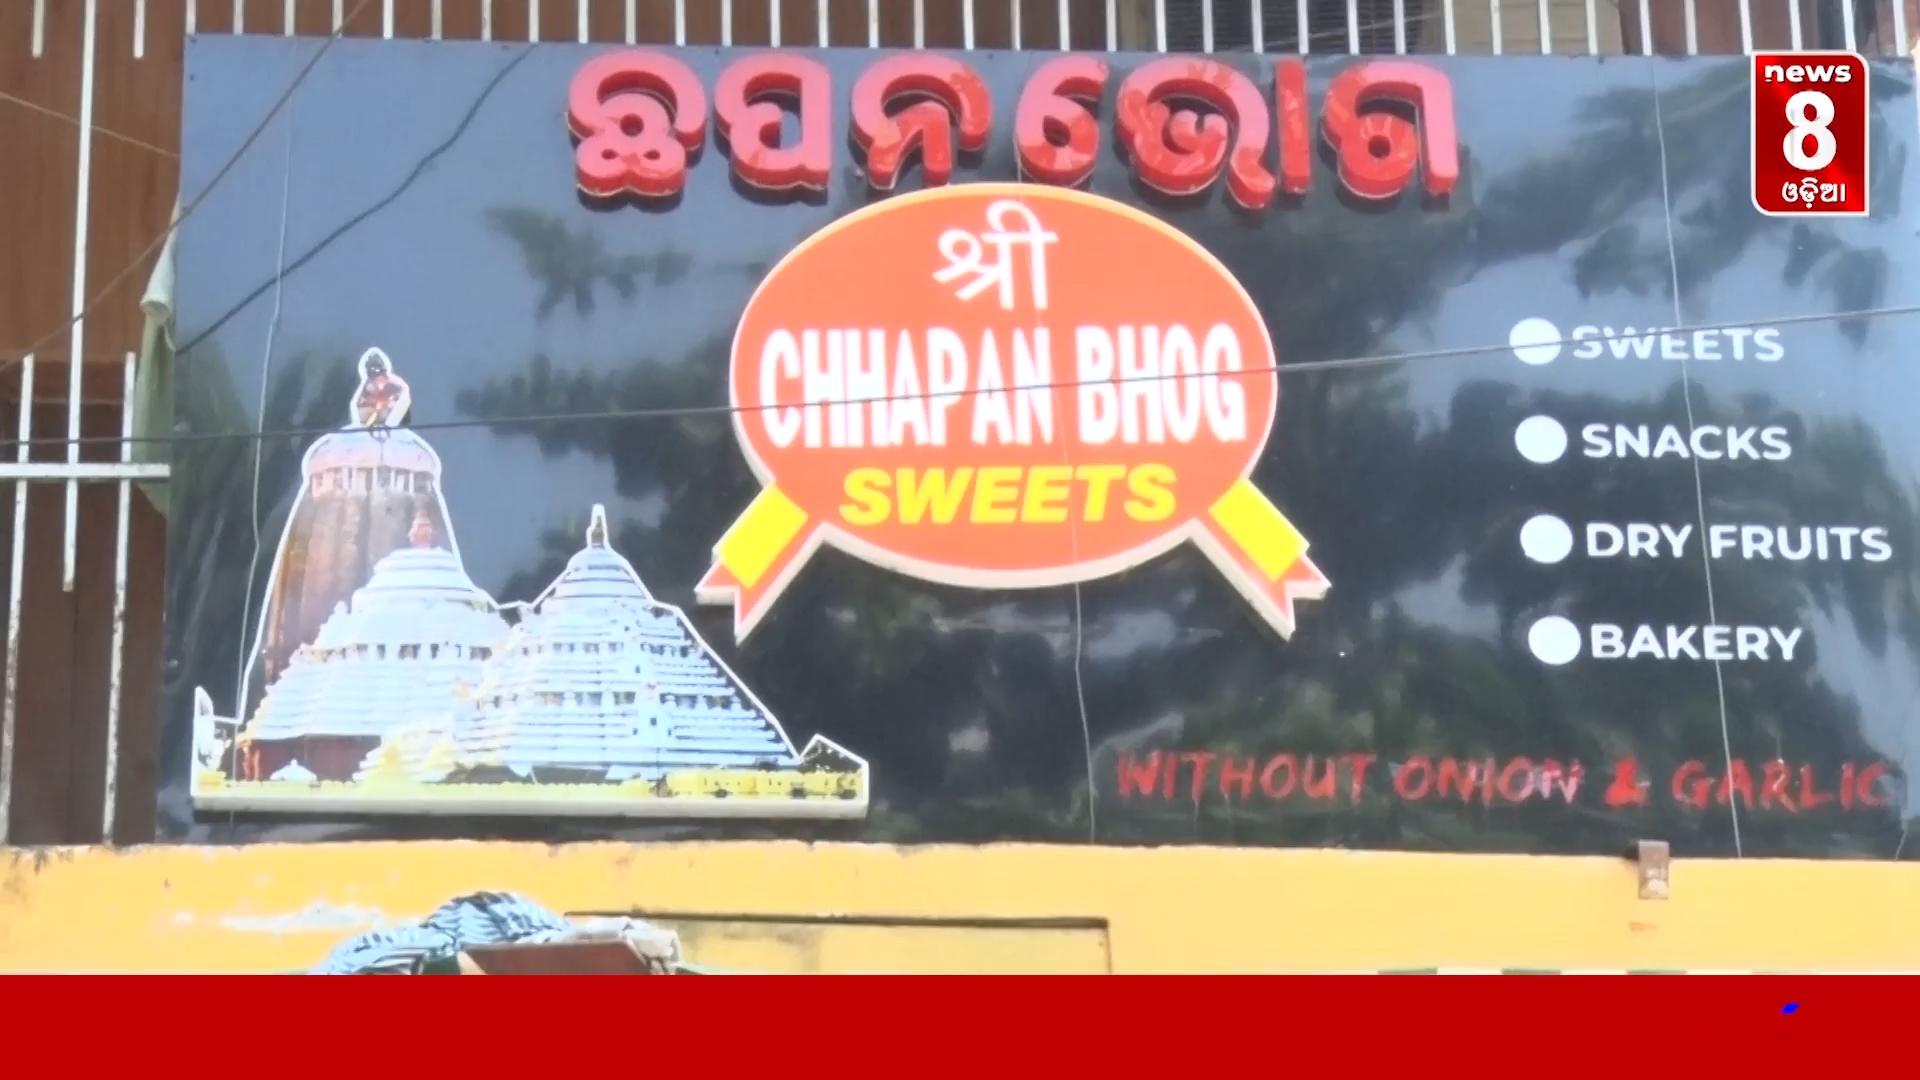 ଛପନ ଭୋଗ
श्री
CHHAPAN BHOG
SWEETS
SWEETS
SNACKS
DRY FRUITS
BAKERY
WITHOUT ONION & GARLIC
news
8
ଓଡ଼ିଆ